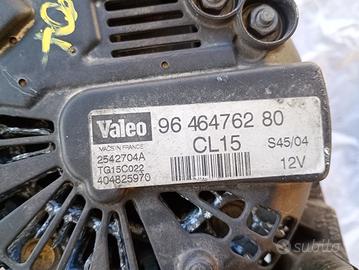 Valeo
MADE IN FRANCE
96 464762 80
CL15
S45/04
2542704A
TG15C022
404825970
12V
subito